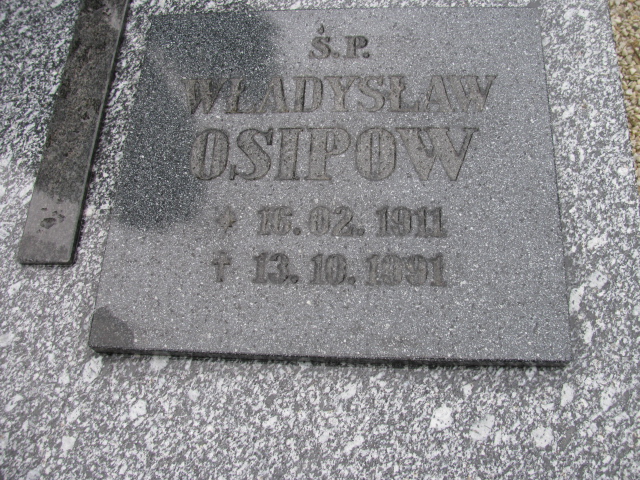 Ś.P.
WŁADYSŁAW
OSIPOW
* 15.02.1911
† 13.10.1991